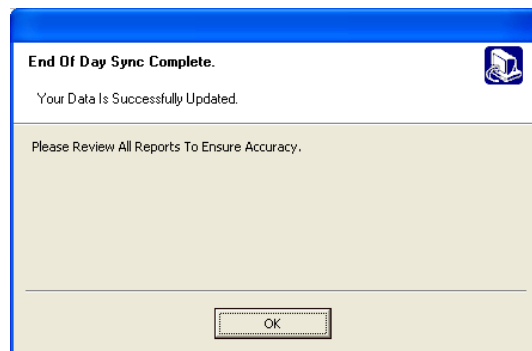 End Of Day Sync Complete.
Your Data Is Successfully Updated.
Please Review All Reports To Ensure Accuracy.
OK